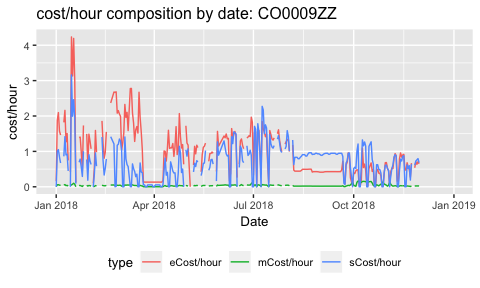 cost/hour composition by date: CO0009ZZ
cost/hour
4
3
2
1
0
Jan 2018 Apr 2018 Jul 2018 Oct 2018 Jan 2019
Date
type eCost/hour mCost/hour sCost/hour